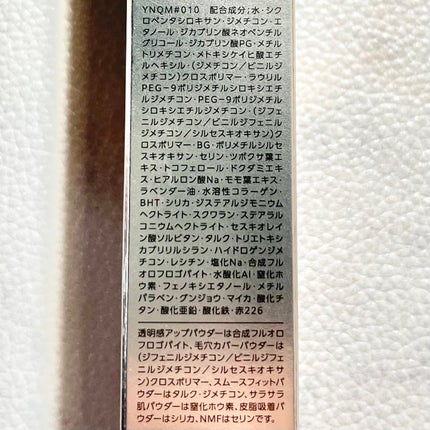 YNQM#010　配合成分;水・シク
ロペンタシロキサン・ジメチコン・エ
タノール・ジカプリン酸ネオペンチル
グリコール・ジカプリン酸PG・メチル
トリメチコン・メトキシケイヒ酸エチ
ルヘキシル・(ジメチコン/ビニルジ
メチコン)クロスポリマー・ラウリル
PEG-9ポリジメチルシロキシエチ
ルジメチコン・PEG-9ポリジメチル
シロキシエチルジメチコン・(ジフェ
ニルジメチコン/ビニルジフェニル
ジメチコン/シルセスキオキサン)ク
ロスポリマー・BG・ポリメチルシルセ
スキオキサン・セリン・ツボクサ葉エ
キス・トコフェロール・ドクダミエキ
ス・ヒアルロン酸Na・モモ葉エキス・
ラベンダー油・水溶性コラーゲン・
BHT・シリカ・ジステアルジモニウム
ヘクトライト・スクワラン・ステアラル
コニウムヘクトライト・セスキオレイ
ン酸ソルビタン・タルク・トリエトキシ
カプリリルシラン・ハイドロゲンジメ
チコン・レシチン・塩化Na・合成フル
オロフロゴパイト・水酸化Al・窒化ホ
ウ素・フェノキシエタノール・メチル
パラベン・グンジョウ・マイカ・酸化チ
タン・酸化亜鉛・酸化鉄・赤226
透明感アップパウダーは合成フルオロ
フロゴパイト、毛穴カバーパウダーは
(ジフェニルジメチコン/ビニルジフェ
ニルジメチコン/シルセスキオキサ
ン)クロスポリマー、スムースフィットパ
ウダーはタルク・ジメチコン、サラサラ
肌パウダーは窒化ホウ素、皮脂吸着パ
ウダーはシリカ、NMFはセリンです。